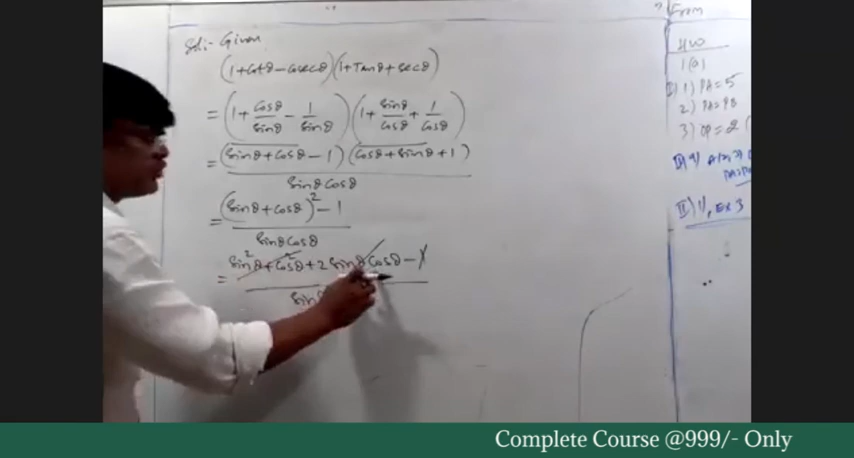 Sol:- Given
(1+cotθ-cosecθ)(1+Tanθ+secθ)
= (1 + cosθ/sinθ - 1/sinθ) (1 + sinθ/cosθ + 1/cosθ)
= (sinθ+cosθ-1) (cosθ+sinθ+1)
sinθcosθ
= (sinθ+cosθ)² - 1
sinθcosθ
= sin²θ+cos²θ+2sinθcosθ-1
H.W
1) PA=5
2) PA=PB
3) OP=2
II) 1, Ex 3
Complete Course @999/- Only